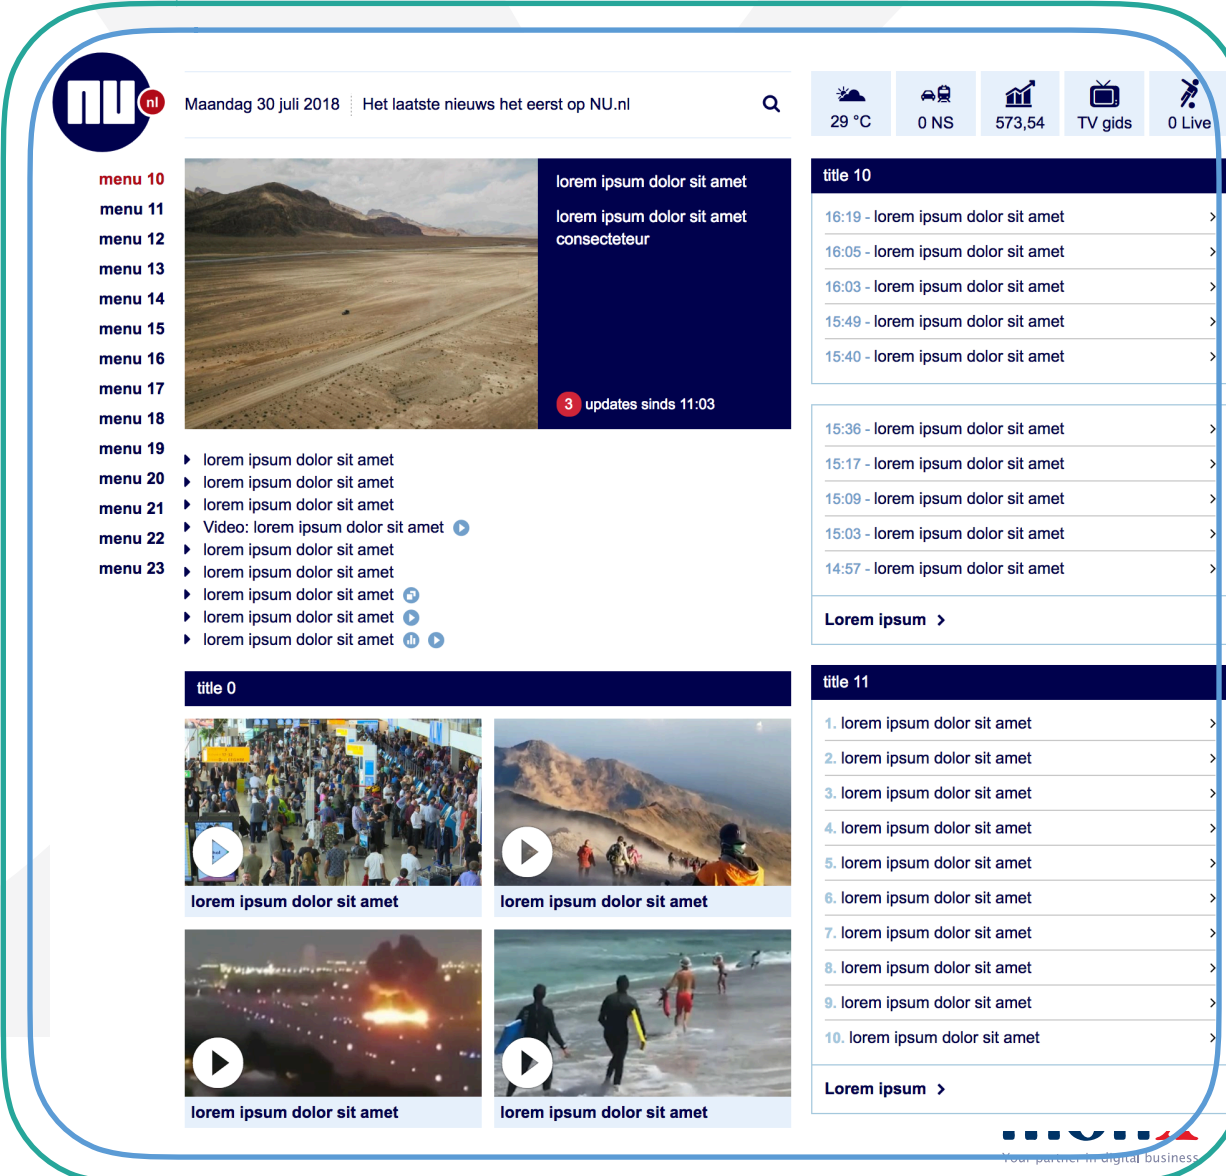 nu
nl
Maandag 30 juli 2018
Het laatste nieuws het eerst op NU.nl
29 °C
0 NS
573,54
TV gids
0 Live
menu 10
menu 11
menu 12
menu 13
menu 14
menu 15
menu 16
menu 17
menu 18
menu 19
menu 20
menu 21
menu 22
menu 23
lorem ipsum dolor sit amet
lorem ipsum dolor sit amet
consecteteur
3 updates sinds 11:03
lorem ipsum dolor sit amet
lorem ipsum dolor sit amet
lorem ipsum dolor sit amet
Video: lorem ipsum dolor sit amet
lorem ipsum dolor sit amet
lorem ipsum dolor sit amet
lorem ipsum dolor sit amet
lorem ipsum dolor sit amet
lorem ipsum dolor sit amet
title 0
lorem ipsum dolor sit amet
lorem ipsum dolor sit amet
lorem ipsum dolor sit amet
lorem ipsum dolor sit amet
title 10
16:19 - lorem ipsum dolor sit amet
16:05 - lorem ipsum dolor sit amet
16:03 - lorem ipsum dolor sit amet
15:49 - lorem ipsum dolor sit amet
15:40 - lorem ipsum dolor sit amet
15:36 - lorem ipsum dolor sit amet
15:17 - lorem ipsum dolor sit amet
15:09 - lorem ipsum dolor sit amet
15:03 - lorem ipsum dolor sit amet
14:57 - lorem ipsum dolor sit amet
Lorem ipsum
title 11
1. lorem ipsum dolor sit amet
2. lorem ipsum dolor sit amet
3. lorem ipsum dolor sit amet
4. lorem ipsum dolor sit amet
5. lorem ipsum dolor sit amet
6. lorem ipsum dolor sit amet
7. lorem ipsum dolor sit amet
8. lorem ipsum dolor sit amet
9. lorem ipsum dolor sit amet
10. lorem ipsum dolor sit amet
Lorem ipsum
Your partner in digital business